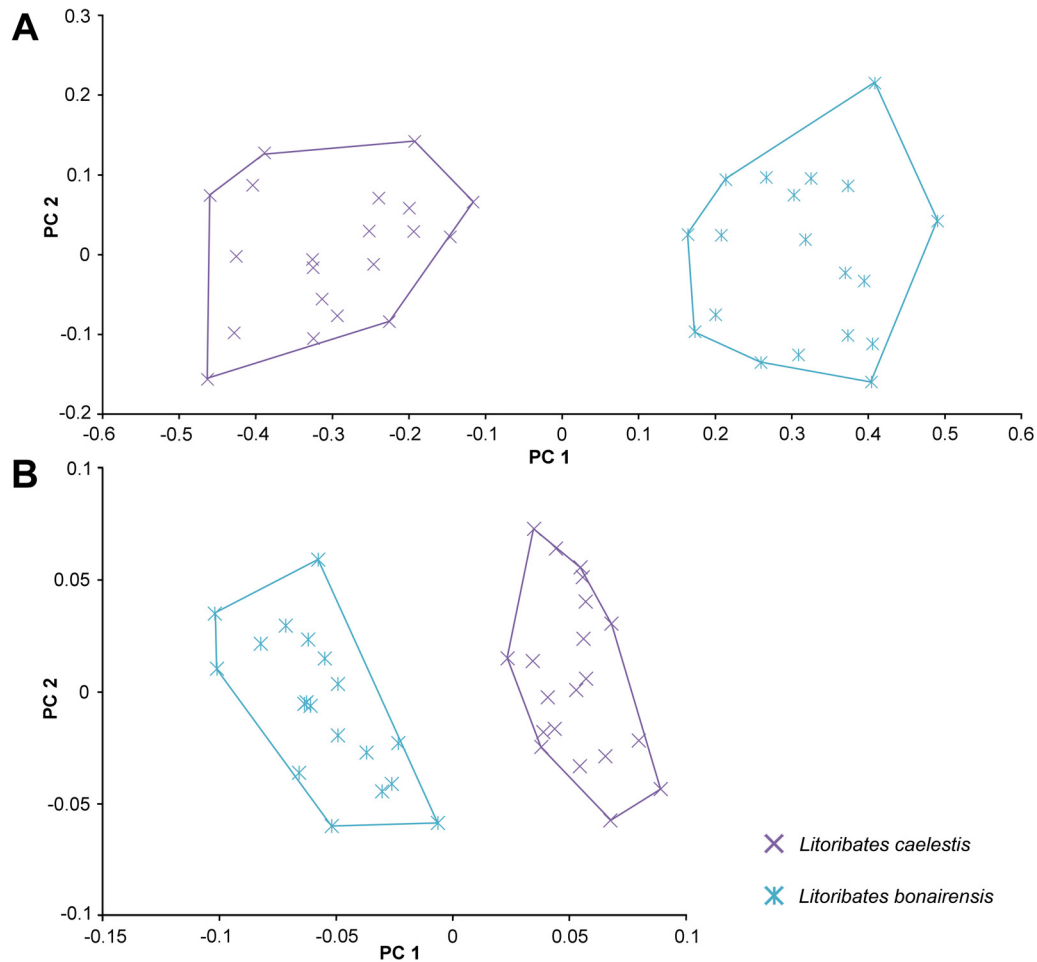 A
0.3
0.2
0.1
0
-0.1
-0.2
PC 2
-0.6 -0.5 -0.4 -0.3 -0.2 -0.1 0 0.1 0.2 0.3 0.4 0.5 0.6
PC 1
B
0.1
0.05
0
-0.05
-0.1
PC 2
Litoribates caelestis
Litoribates bonairensis
-0.15 -0.1 -0.05 0 0.05 0.1
PC 1